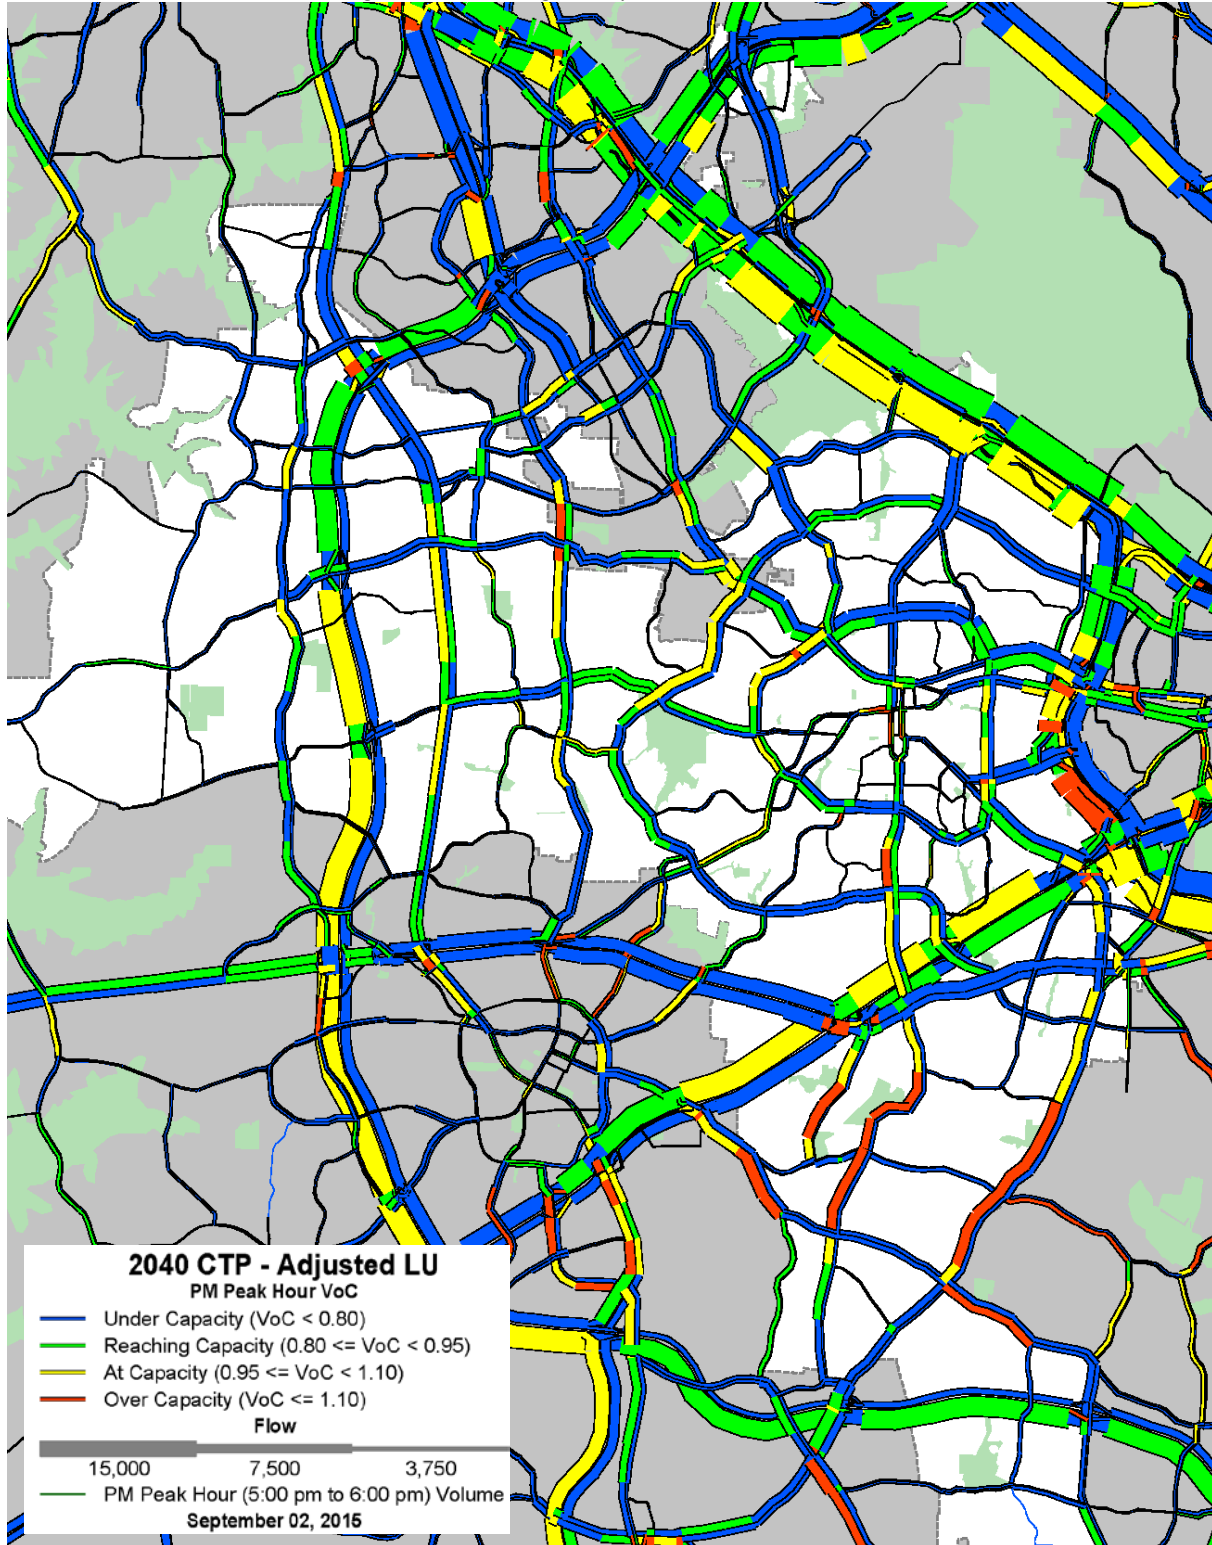 2040 CTP - Adjusted LU
PM Peak Hour VoC
Under Capacity (VoC < 0.80)
Reaching Capacity (0.80 <= VoC < 0.95)
At Capacity (0.95 <= VoC < 1.10)
Over Capacity (VoC <= 1.10)
Flow
15,000 7,500 3,750
PM Peak Hour (5:00 pm to 6:00 pm) Volume
September 02, 2015